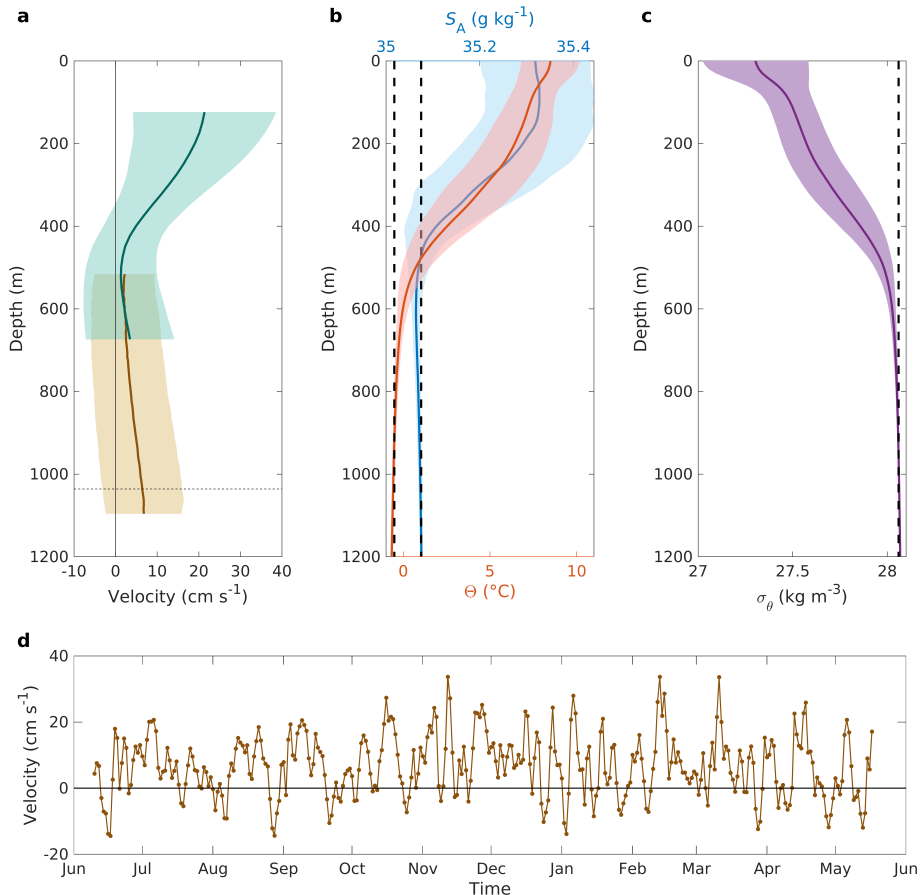 a
b
c
S_A (g kg⁻¹)
35 35.2 35.4
0
200
400
600
800
1000
1200
Depth (m)
-10 0 10 20 30 40
Velocity (cm s⁻¹)
0
200
400
600
800
1000
1200
Depth (m)
0 5 10
Θ (°C)
0
200
400
600
800
1000
1200
Depth (m)
27 27.5 28
σ_θ (kg m⁻³)
d
40
20
0
-20
Velocity (cm s⁻¹)
Jun Jul Aug Sep Oct Nov Dec Jan Feb Mar Apr May Jun
Time